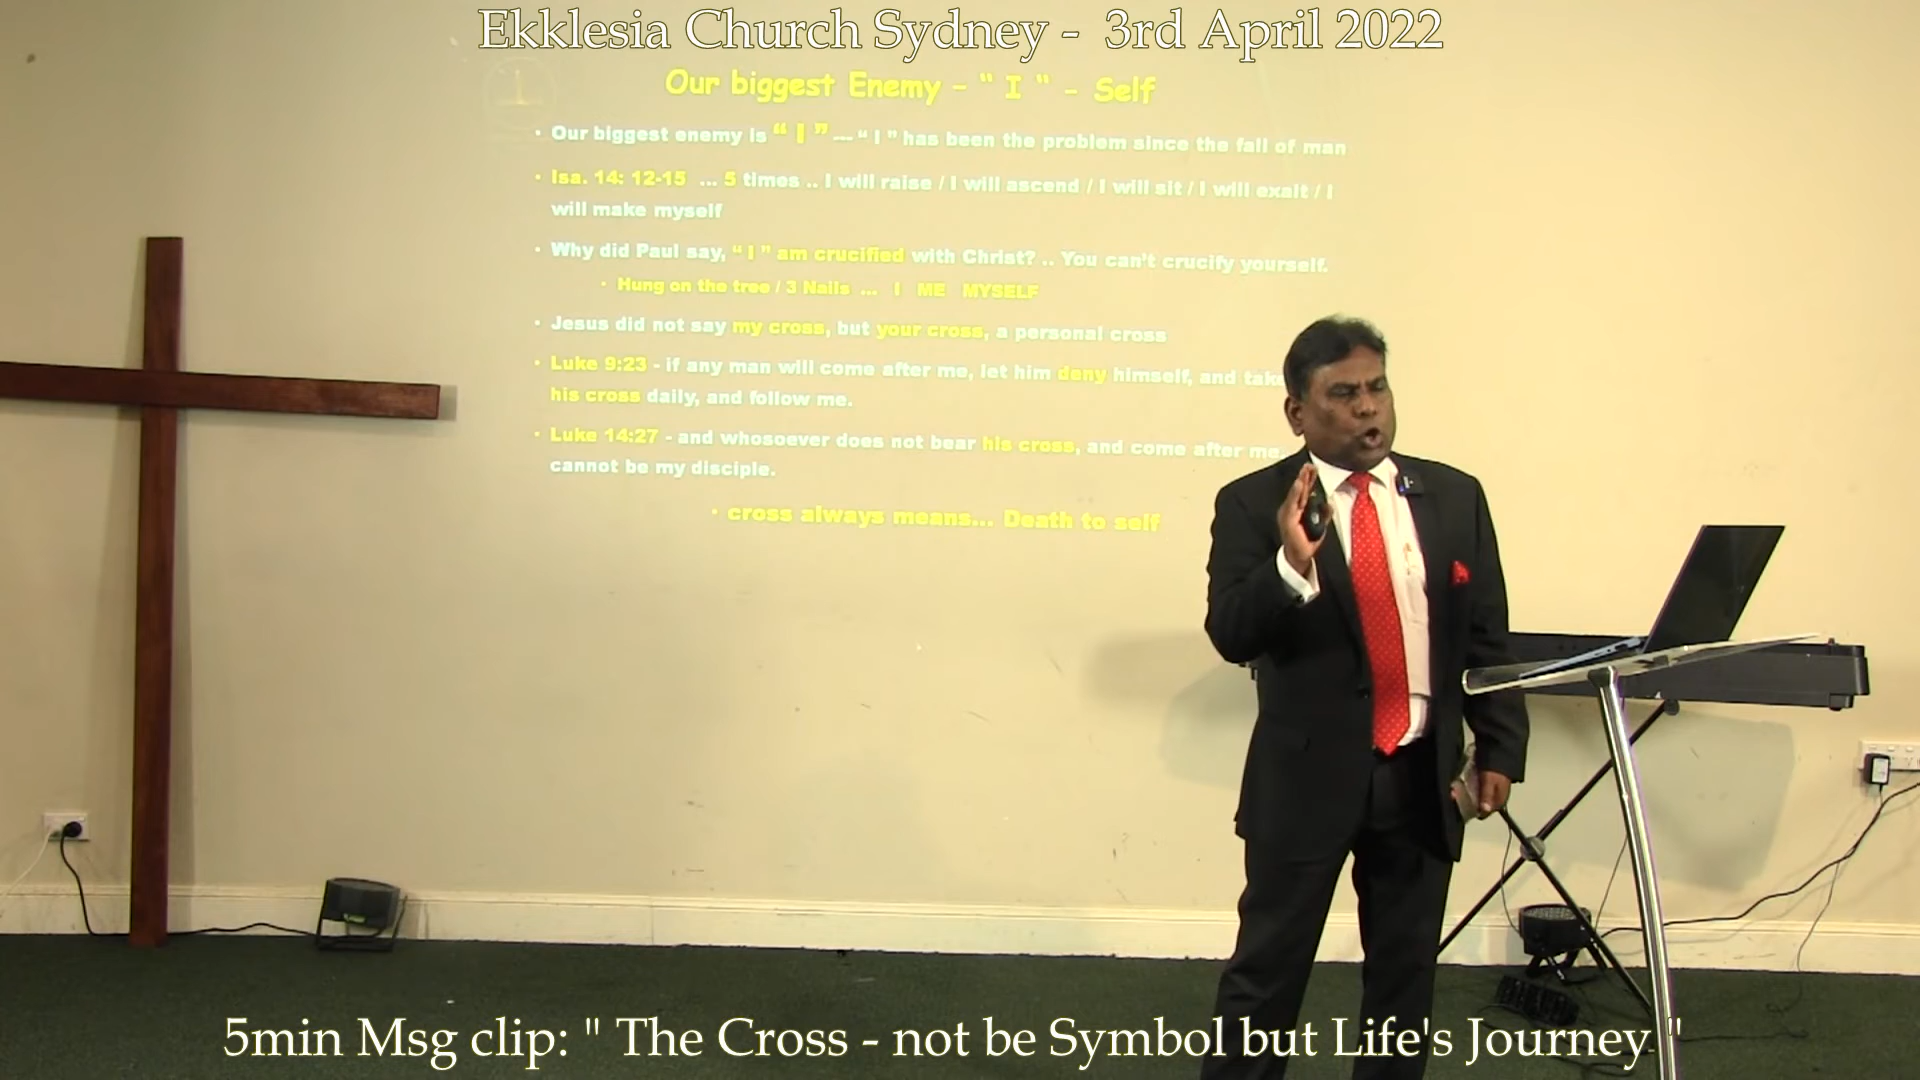 Ekklesia Church Sydney -  3rd April 2022
Our biggest Enemy - " I " - Self
• Our biggest enemy is " I " ... " I " has been the problem since the fall of man
• Isa. 14: 12-15 ... 5 times .. I will raise / I will ascend / I will sit / I will exalt / I
will make myself
• Why did Paul say, " I " am crucified with Christ? .. You can't crucify yourself.
• Hung on the tree / 3 Nails ... I ME MYSELF
• Jesus did not say my cross, but your cross, a personal cross
• Luke 9:23 - if any man will come after me, let him deny himself, and take
his cross daily, and follow me.
• Luke 14:27 - and whosoever does not bear his cross, and come after me,
cannot be my disciple.
• cross always means... Death to self
5min Msg clip: " The Cross - not be Symbol but Life's Journey "